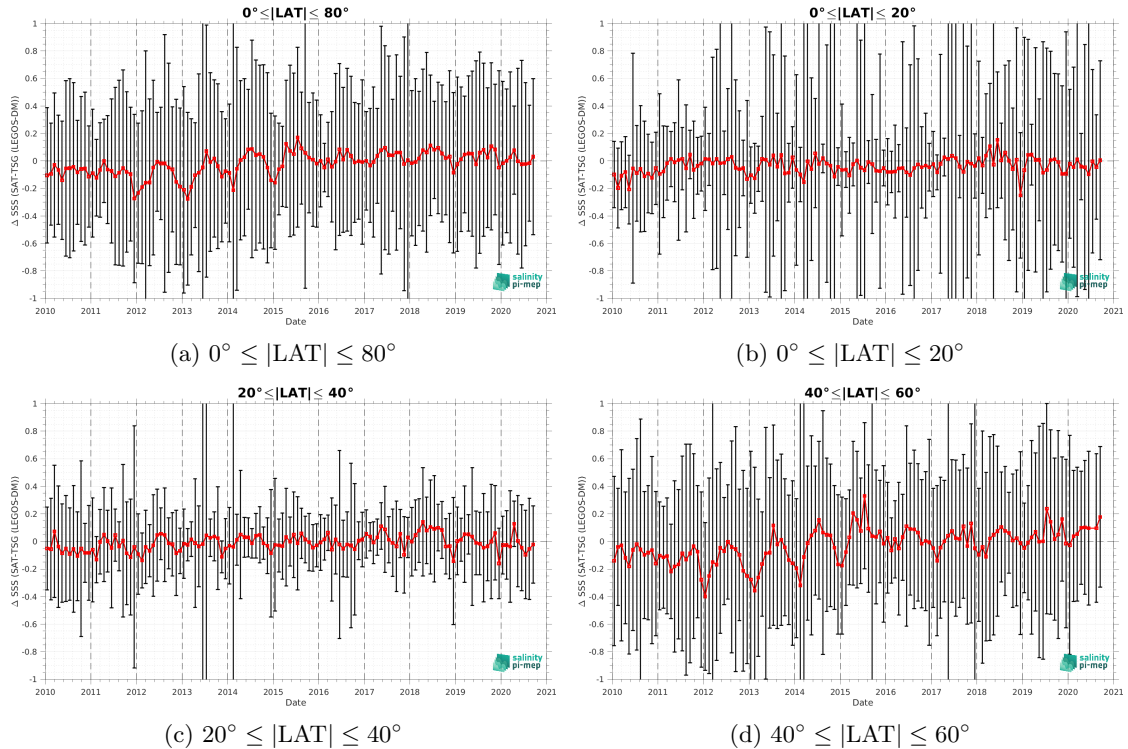 0°≤|LAT|≤ 80°
Δ SSS (SAT-TSG (LEGOS-DM))
1
0.8
0.6
0.4
0.2
0
-0.2
-0.4
-0.6
-0.8
-1
2010 2011 2012 2013 2014 2015 2016 2017 2018 2019 2020 2021
Date
salinity
pi-mep
(a) 0° ≤ |LAT| ≤ 80°
0°≤|LAT|≤ 20°
Δ SSS (SAT-TSG (LEGOS-DM))
1
0.8
0.6
0.4
0.2
0
-0.2
-0.4
-0.6
-0.8
-1
2010 2011 2012 2013 2014 2015 2016 2017 2018 2019 2020 2021
Date
salinity
pi-mep
(b) 0° ≤ |LAT| ≤ 20°
20°≤|LAT|≤ 40°
Δ SSS (SAT-TSG (LEGOS-DM))
1
0.8
0.6
0.4
0.2
0
-0.2
-0.4
-0.6
-0.8
-1
2010 2011 2012 2013 2014 2015 2016 2017 2018 2019 2020 2021
Date
salinity
pi-mep
(c) 20° ≤ |LAT| ≤ 40°
40°≤|LAT|≤ 60°
Δ SSS (SAT-TSG (LEGOS-DM))
1
0.8
0.6
0.4
0.2
0
-0.2
-0.4
-0.6
-0.8
-1
2010 2011 2012 2013 2014 2015 2016 2017 2018 2019 2020 2021
Date
salinity
pi-mep
(d) 40° ≤ |LAT| ≤ 60°